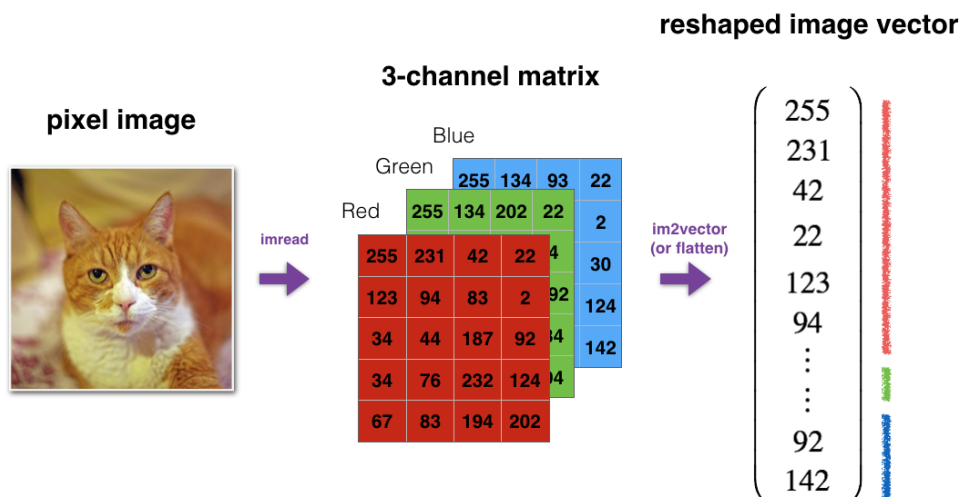 reshaped image vector
3-channel matrix
pixel image
Blue
Green
Red
255 134 93 22
2
30
124
142
255 134 202 22
255 231 42 22
123 94 83 2
34 44 187 92
34 76 232 124
67 83 194 202
imread
im2vector
(or flatten)
255
231
42
22
123
94
92
142